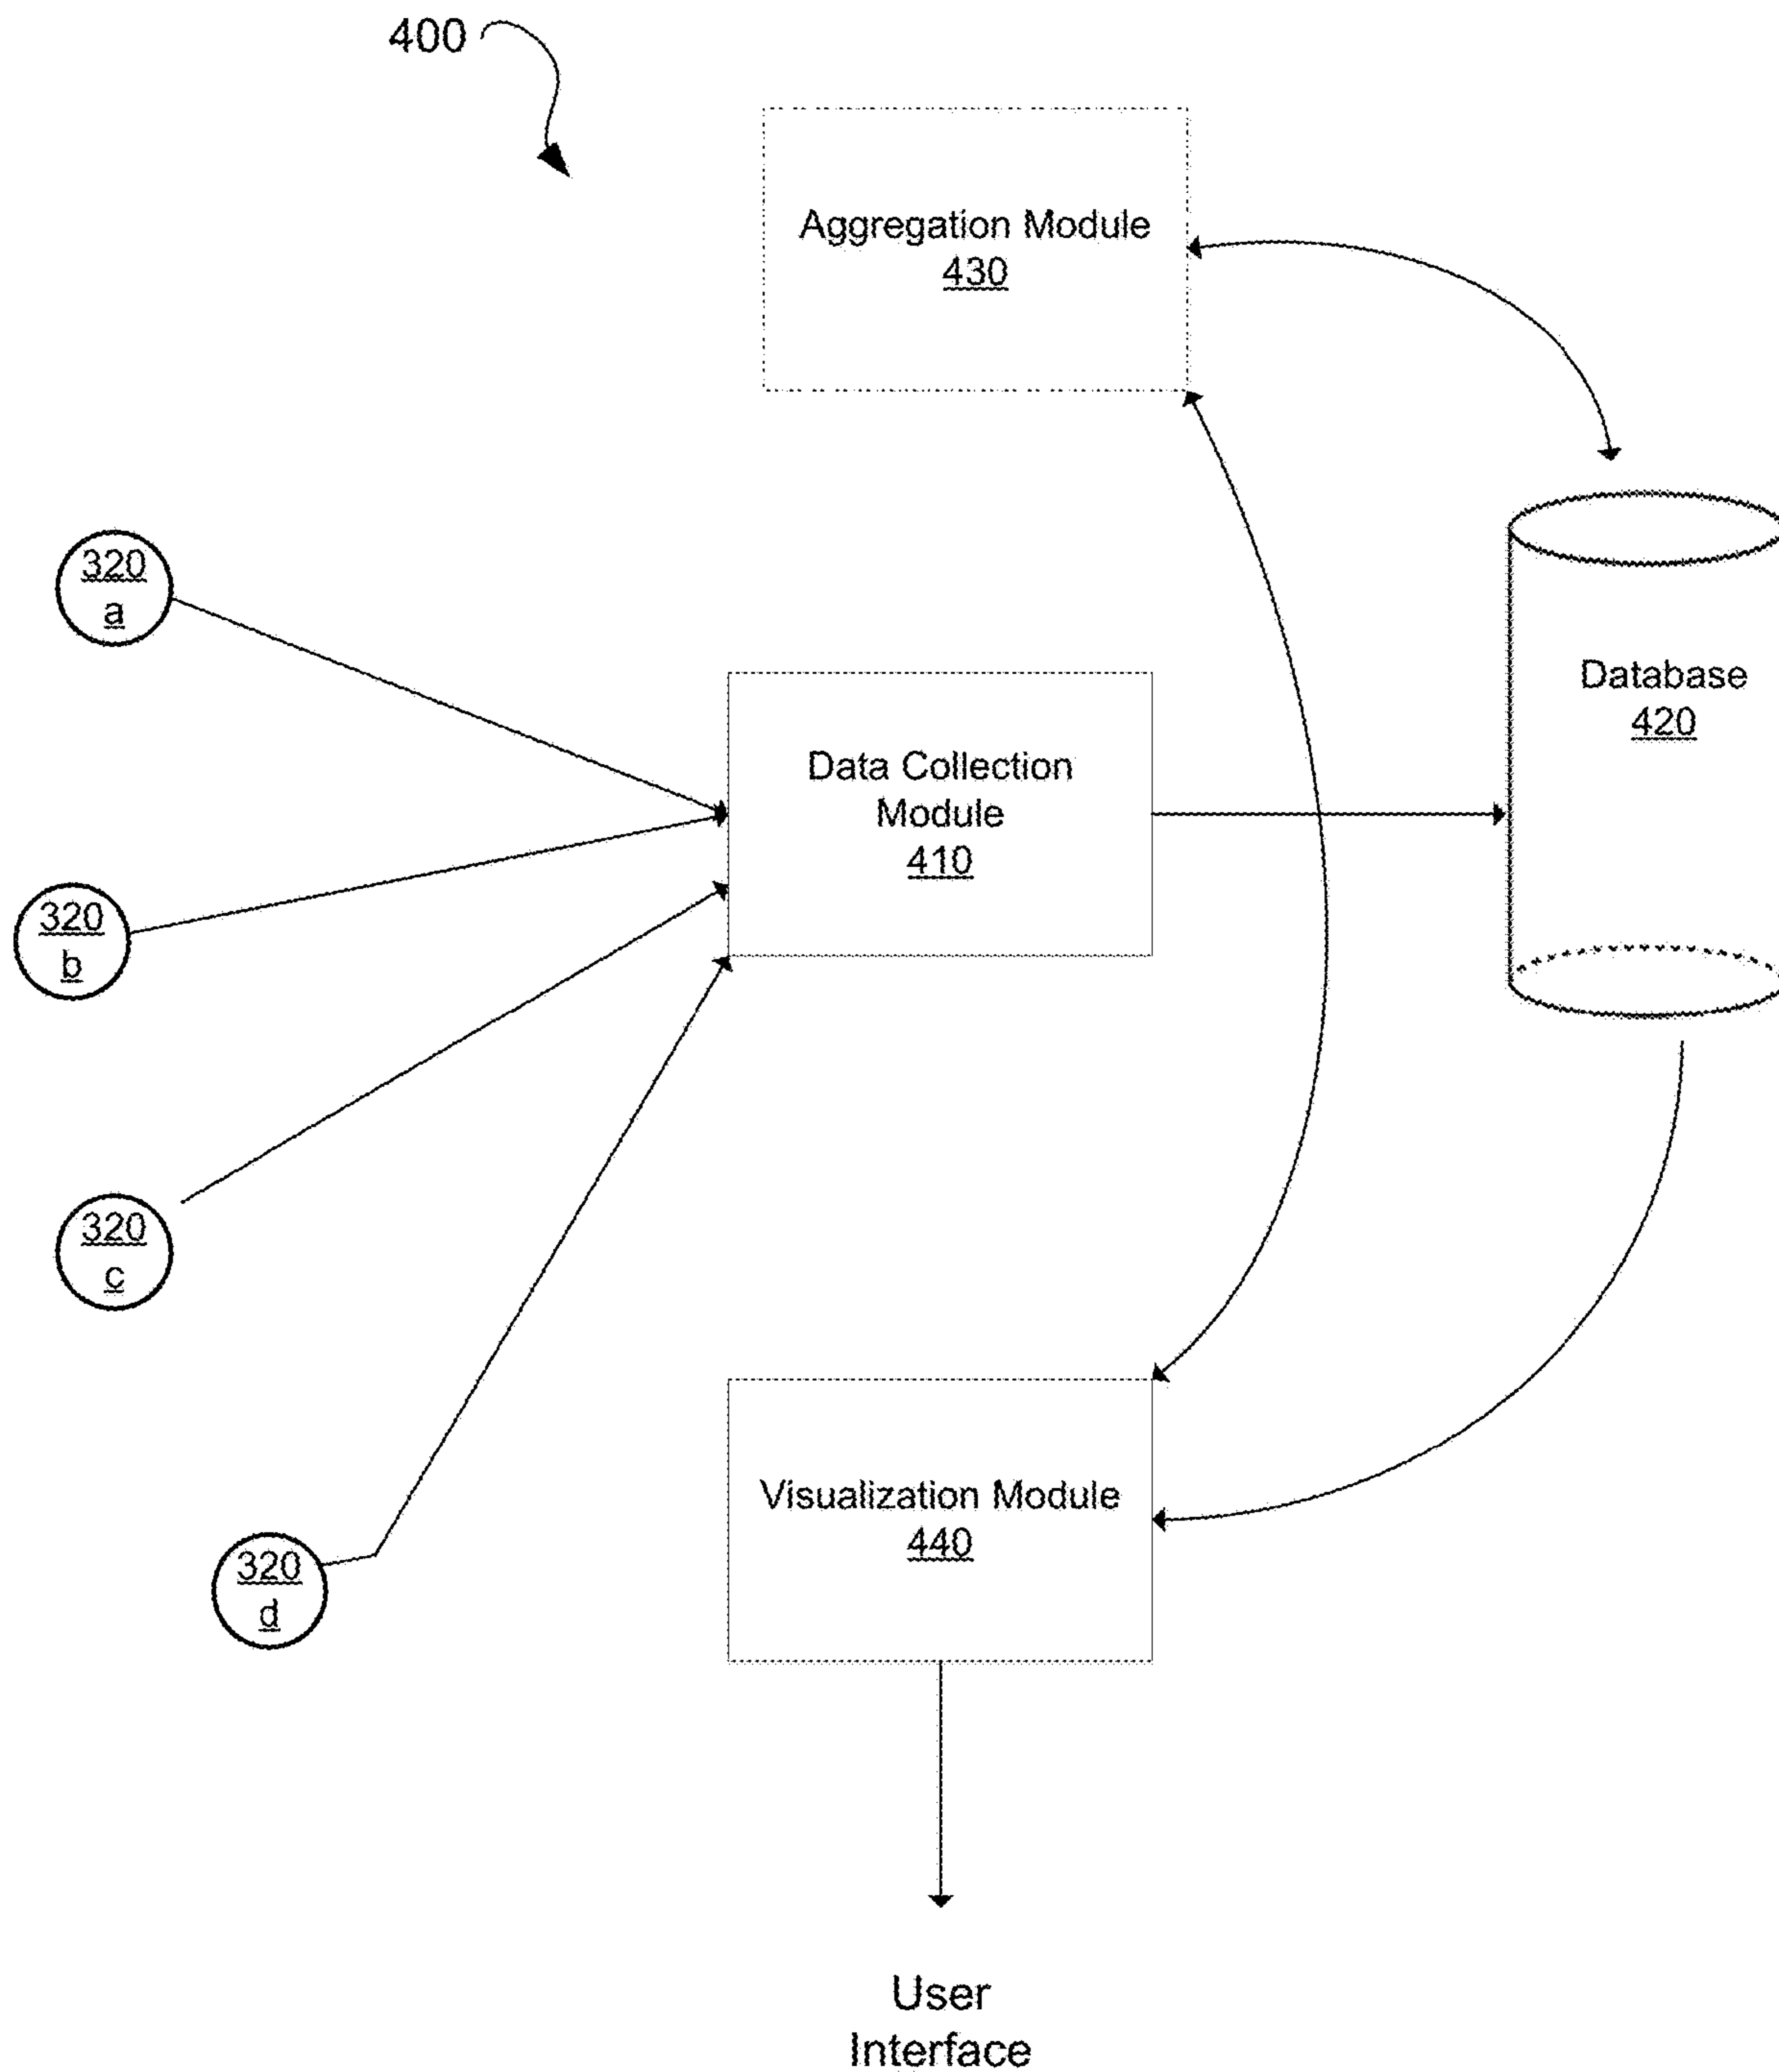 400
Aggregation Module
430
320
a
Database
420
Data Collection
Module
410
320
b
320
c
Visualization Module
440
320
d
User
Interface